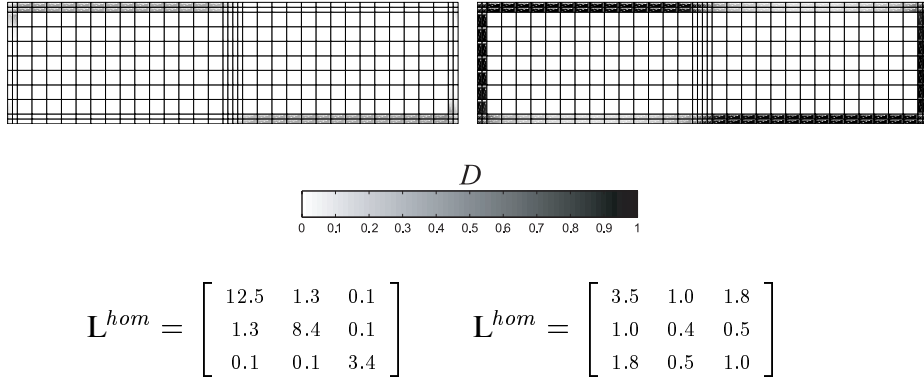 D
0 0.1 0.2 0.3 0.4 0.5 0.6 0.7 0.8 0.9 1
L^{hom} = [ 12.5 1.3 0.1
1.3 8.4 0.1
0.1 0.1 3.4 ]
L^{hom} = [ 3.5 1.0 1.8
1.0 0.4 0.5
1.8 0.5 1.0 ]